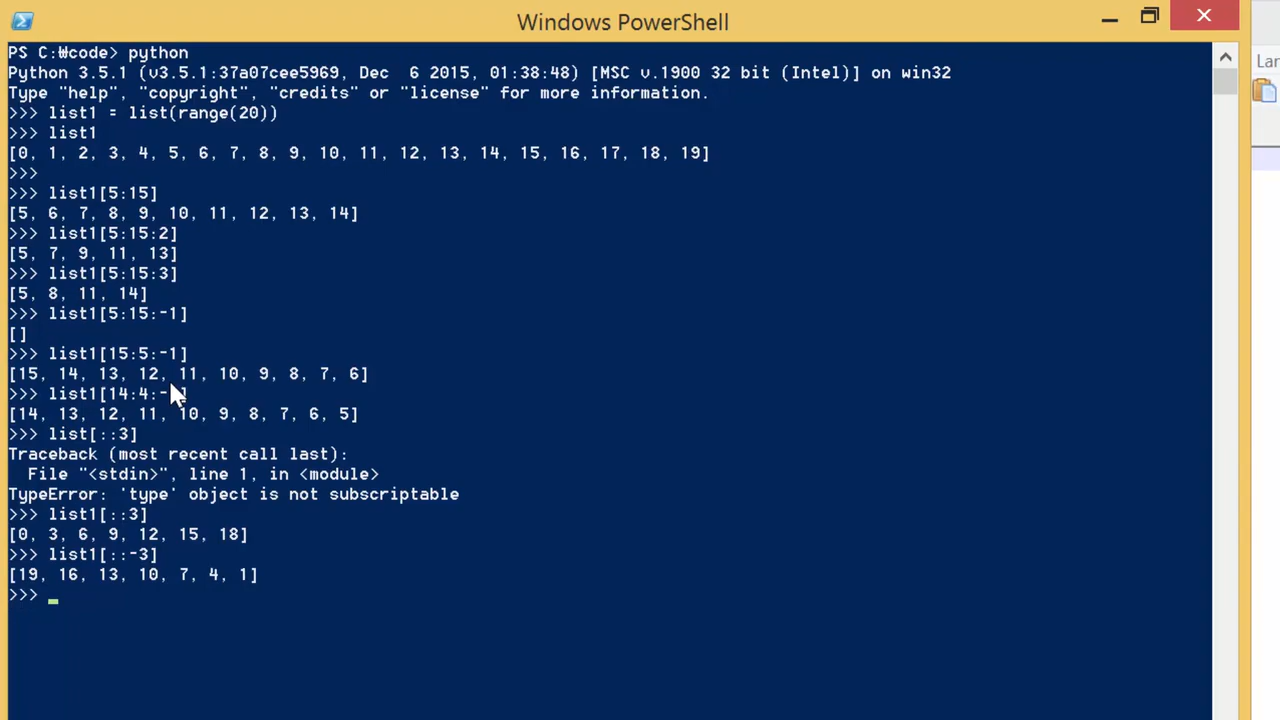 Windows PowerShell
PS C:₩code> python
Python 3.5.1 (v3.5.1:37a07cee5969, Dec  6 2015, 01:38:48) [MSC v.1900 32 bit (Intel)] on win32
Type "help", "copyright", "credits" or "license" for more information.
>>> list1 = list(range(20))
>>> list1
[0, 1, 2, 3, 4, 5, 6, 7, 8, 9, 10, 11, 12, 13, 14, 15, 16, 17, 18, 19]
>>>
>>> list1[5:15]
[5, 6, 7, 8, 9, 10, 11, 12, 13, 14]
>>> list1[5:15:2]
[5, 7, 9, 11, 13]
>>> list1[5:15:3]
[5, 8, 11, 14]
>>> list1[5:15:-1]
[]
>>> list1[15:5:-1]
[15, 14, 13, 12, 11, 10, 9, 8, 7, 6]
>>> list1[14:4:- ]
[14, 13, 12, 11, 10, 9, 8, 7, 6, 5]
>>> list[::3]
Traceback (most recent call last):
  File "<stdin>", line 1, in <module>
TypeError: 'type' object is not subscriptable
>>> list1[::3]
[0, 3, 6, 9, 12, 15, 18]
>>> list1[::-3]
[19, 16, 13, 10, 7, 4, 1]
>>>